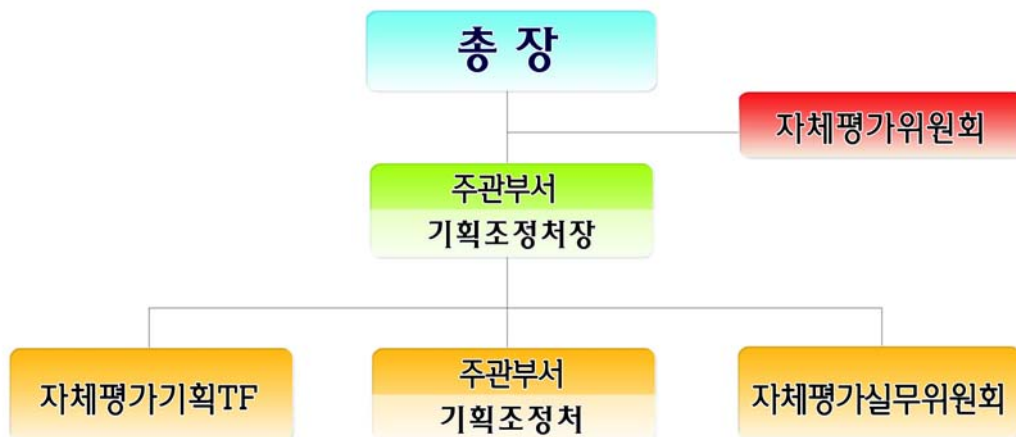 총 장
자체평가위원회
주관부서
기획조정처장
자체평가기획TF
주관부서
기획조정처
자체평가실무위원회